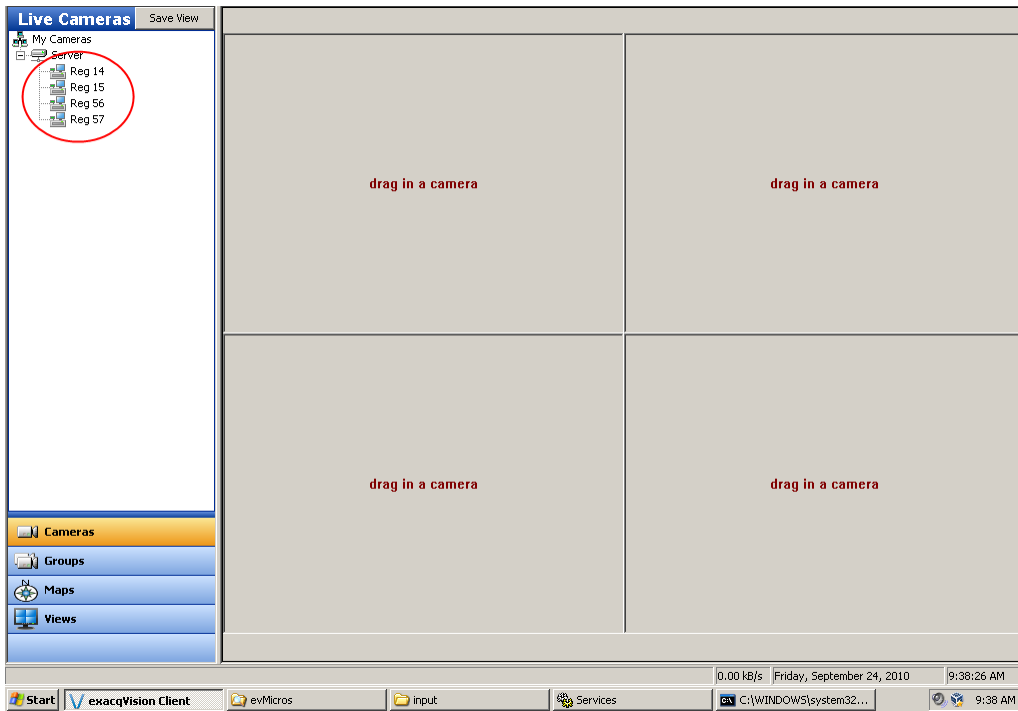 Live Cameras
Save View
My Cameras
Server
Reg 14
Reg 15
Reg 56
Reg 57
drag in a camera
drag in a camera
drag in a camera
drag in a camera
Cameras
Groups
Maps
Views
0.00 kB/s
Friday, September 24, 2010
9:38:26 AM
Start
exacqVision Client
evMicros
input
Services
C:\WINDOWS\system32...
9:38 AM